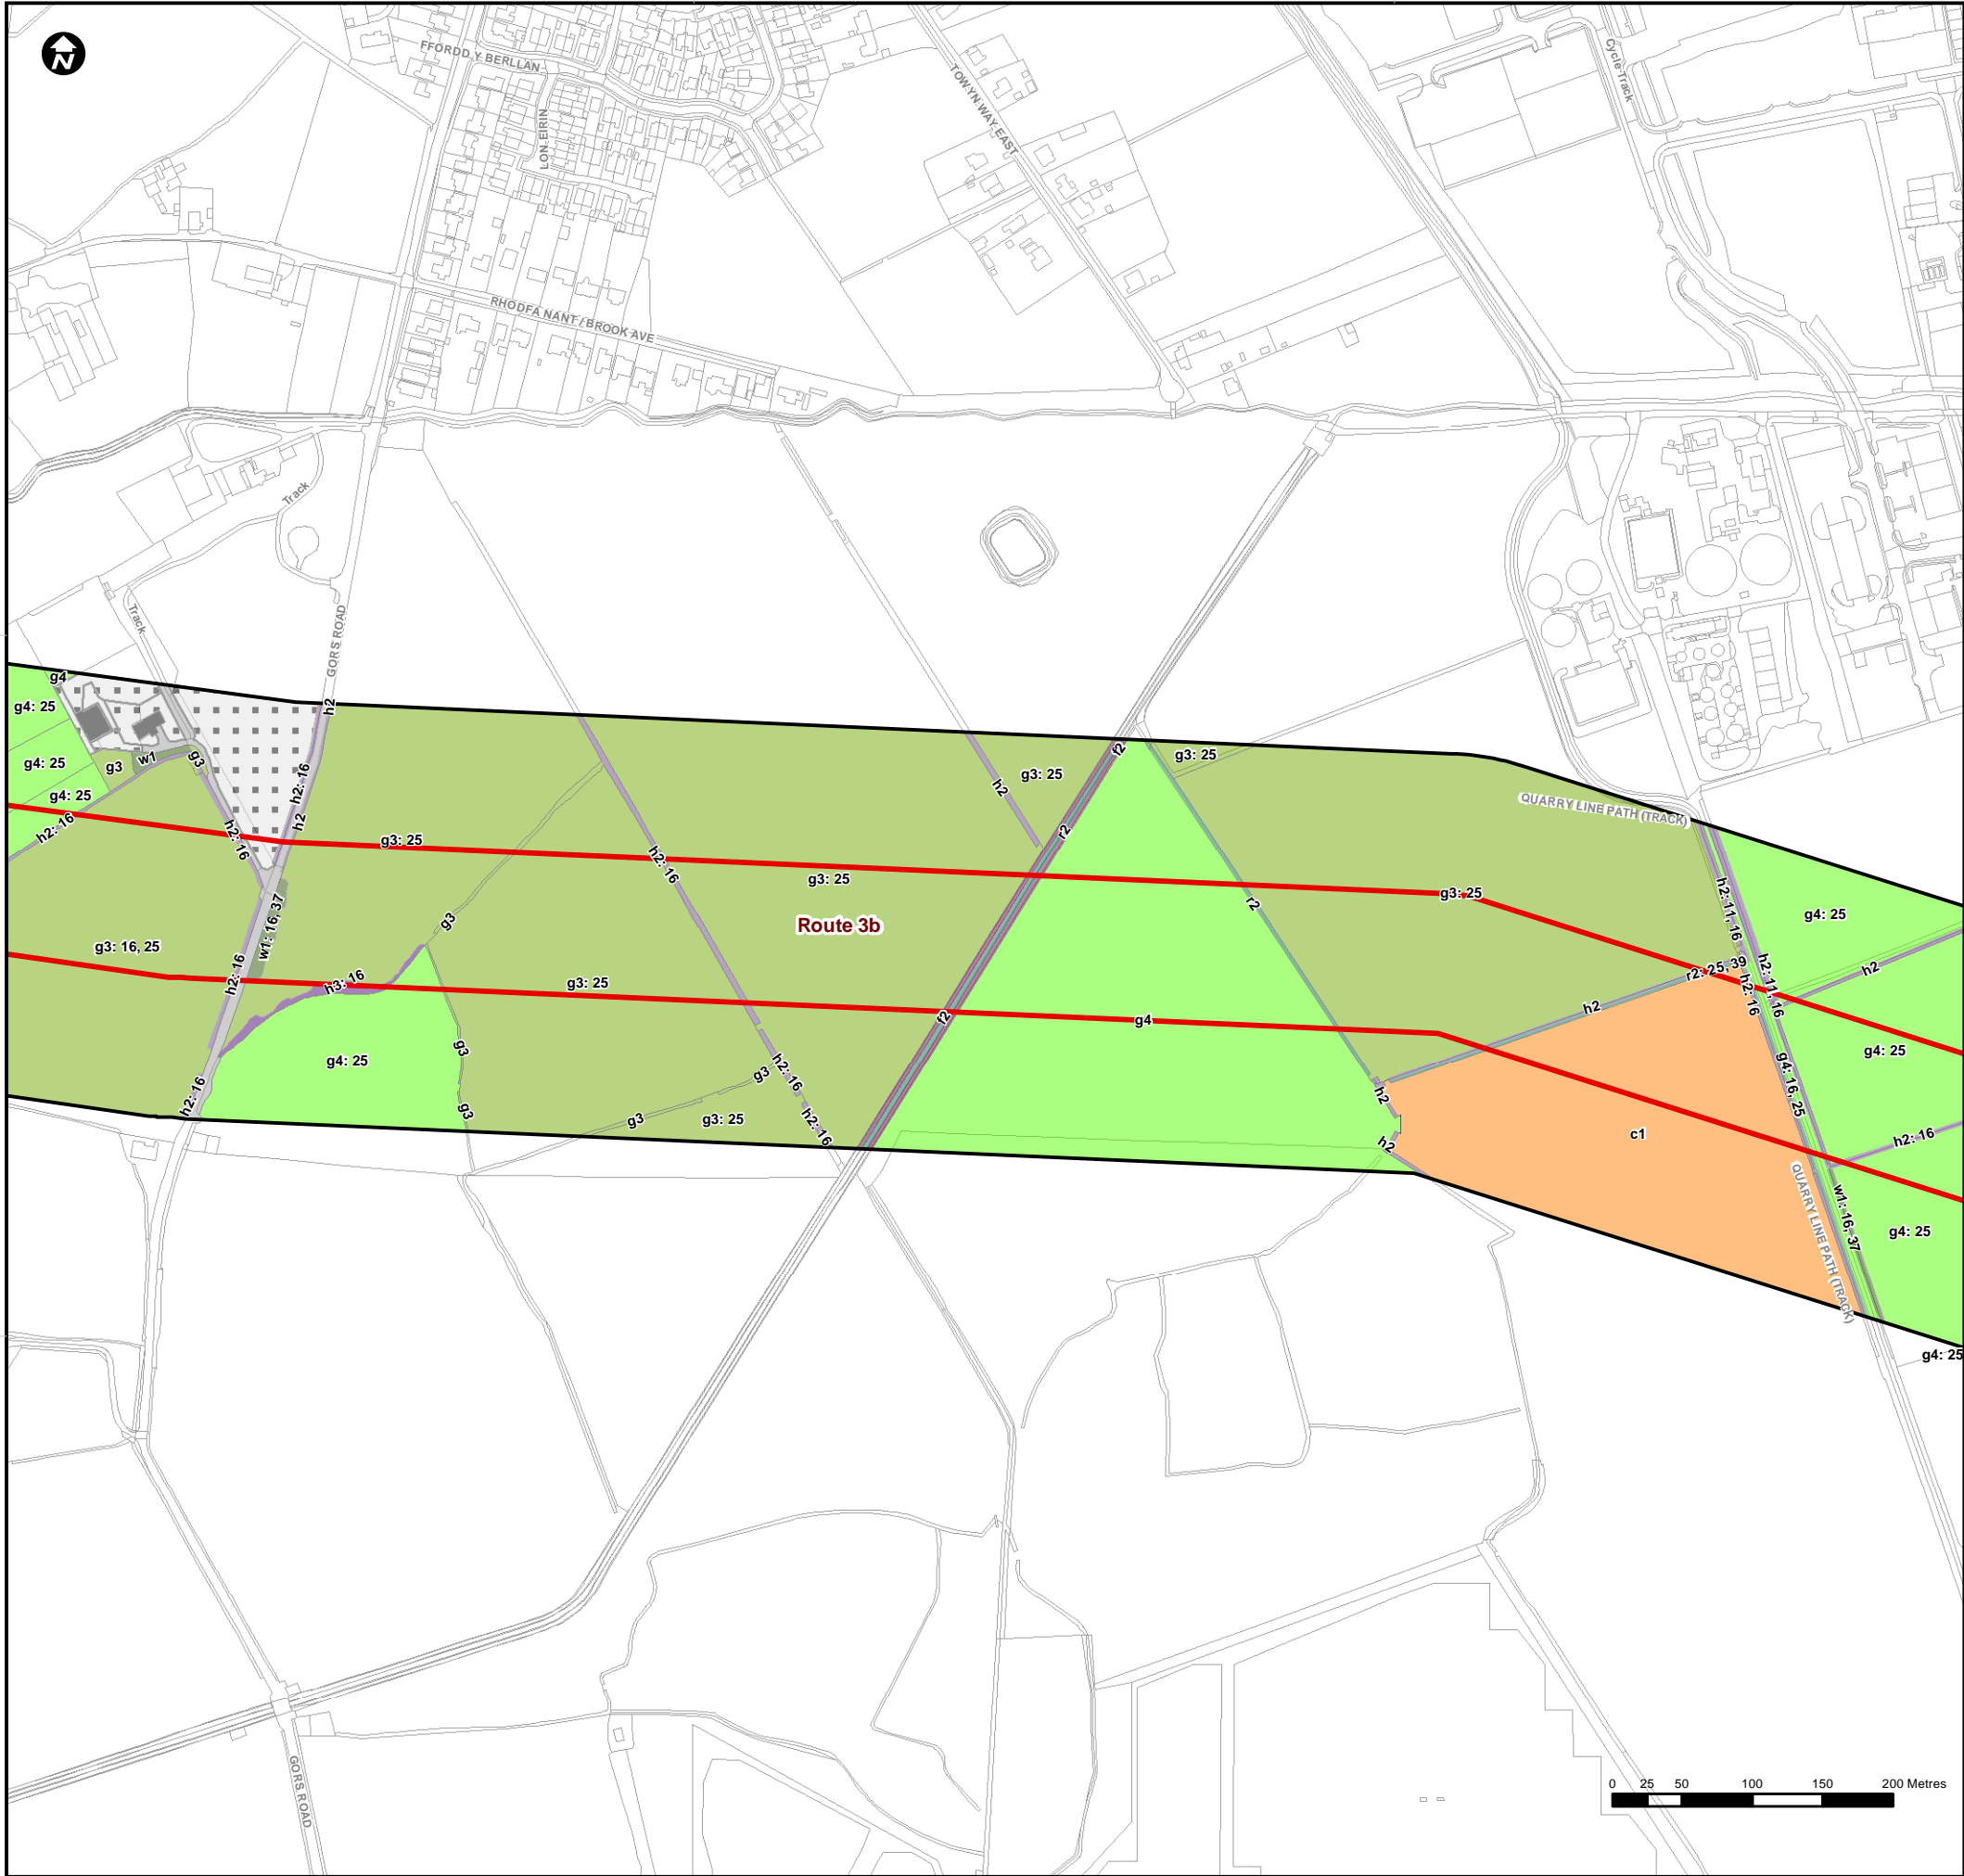 N
FFORDD Y BERLLAN
LON EIRIN
TOWYN WAY EAST
Cycle Track
RHODFA NANT / BROOK AVE
Track
Track
GORS ROAD
g4
g4: 25
g4: 25
g4: 25
g3
w1
g3
h2
h2: 16
h2
h2: 16
h2: 16
g3: 25
g3: 16, 25
w1: 16, 37
h2: 16
h3: 16
g3
h2: 16
g3: 25
Route 3b
g3: 25
h2
g3: 25
f2
r2
g3: 25
QUARRY LINE PATH (TRACK)
g3: 25
r2
f2
g4
h2: 11, 16
g4: 25
r2: 25, 39
h2: 16
h2: 11, 16
h2
h2
g4: 25
g4: 25
g3
g3
h2: 16
g3
g3
g3: 25
h2: 16
h2: 16
h2
h2
c1
g4: 16, 25
h2: 16
QUARRY LINE PATH (TRACK)
w1: 16, 37
g4: 25
g4: 25
GORS ROAD
0 25 50 100 150 200 Metres